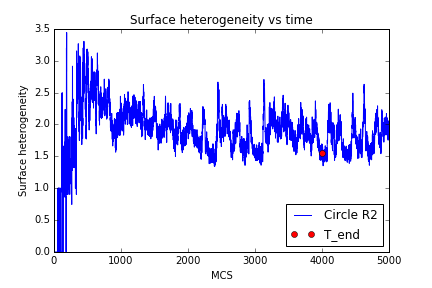 Surface heterogeneity vs time
3.5
3.0
2.5
2.0
1.5
1.0
0.5
0.0
Surface heterogeneity
0 1000 2000 3000 4000 5000
MCS
Circle R2
T_end